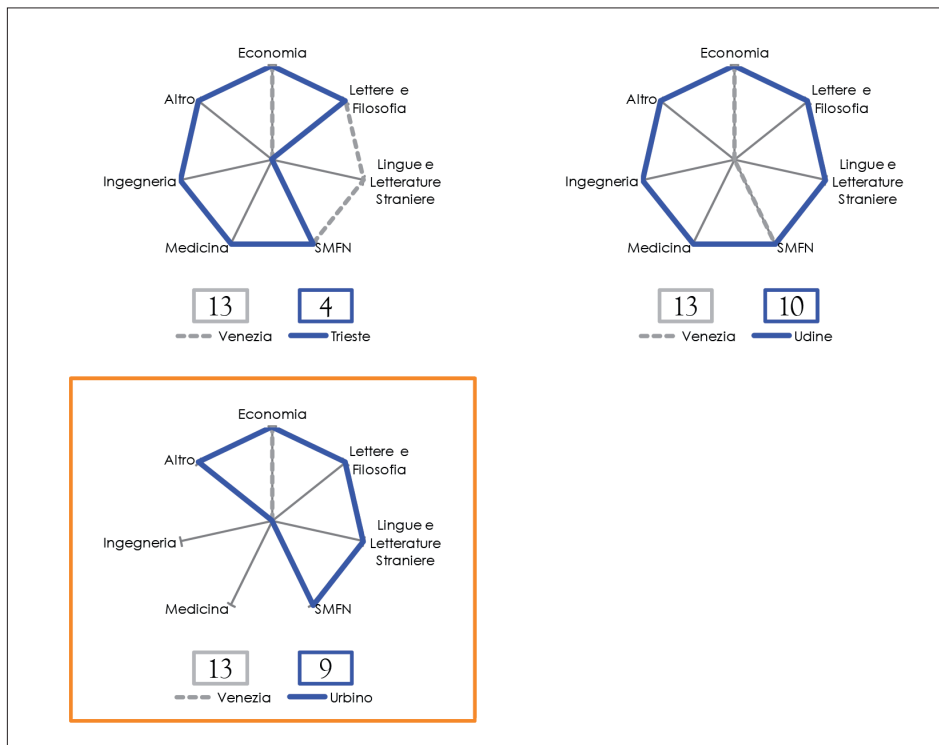 Economia
Lettere e
Filosofia
Altro
Lingue e
Letterature
Straniere
Ingegneria
Medicina
SMFN
13 4
Venezia Trieste
Economia
Lettere e
Filosofia
Altro
Lingue e
Letterature
Straniere
Ingegneria
Medicina
SMFN
13 10
Venezia Udine
Economia
Lettere e
Filosofia
Altro
Lingue e
Letterature
Straniere
Ingegneria
Medicina
SMFN
13 9
Venezia Urbino